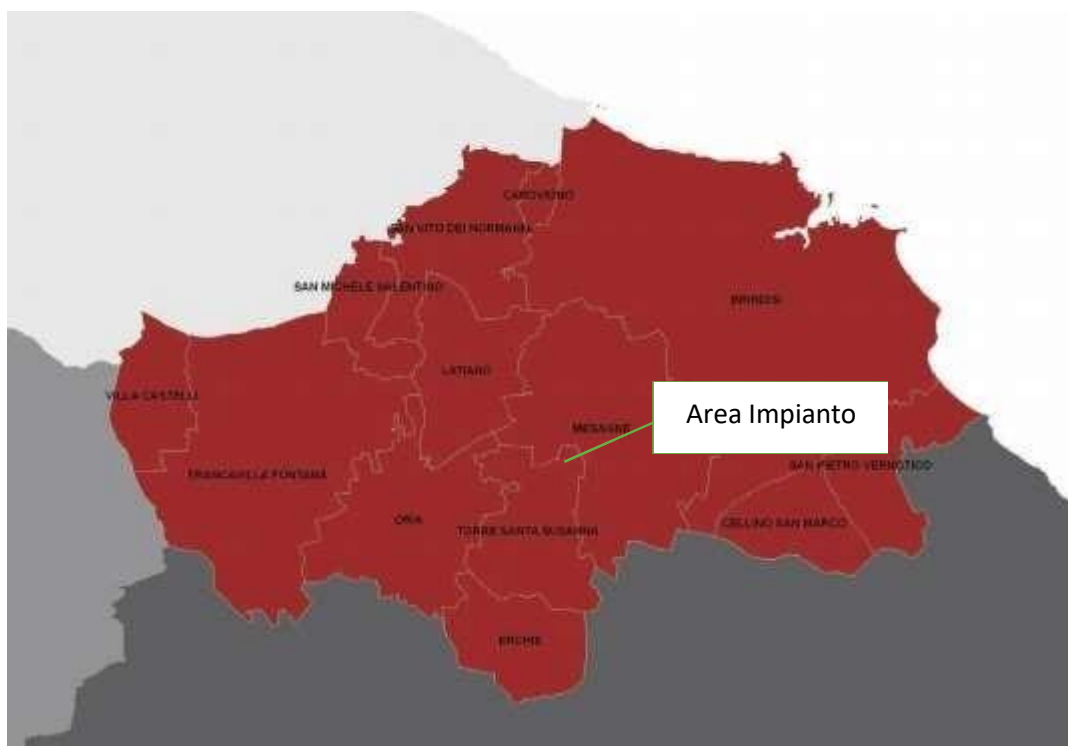 CAROVIGNO
SAN VITO DEI NORMANNI
SAN MICHELE SALENTINO
BRINDISI
LATIANO
VILLA CASTELLI
Area Impianto
MESAGNE
SAN PIETRO VERNOTICO
FRANCAVILLA FONTANA
ORIA
CELLINO SAN MARCO
TORRE SANTA SUSANNA
ERCHIE